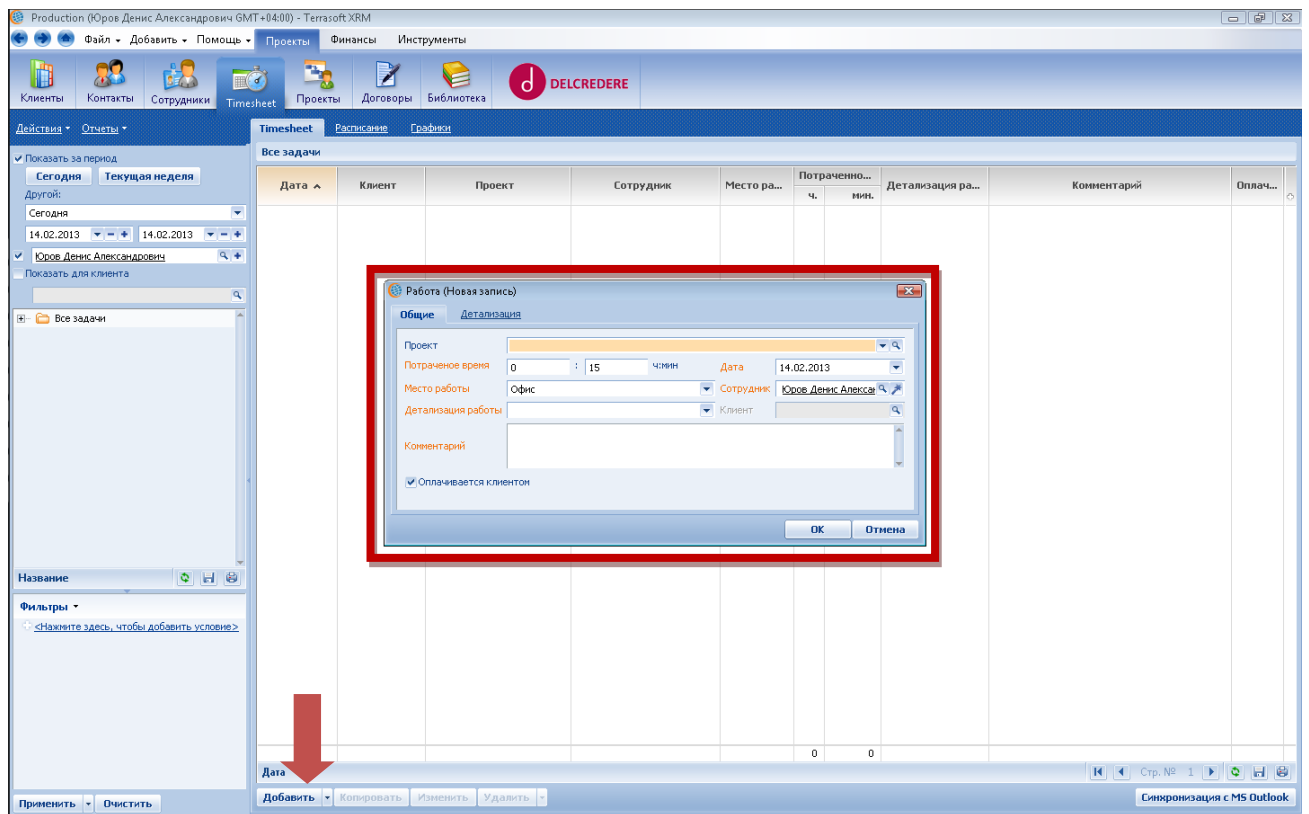 Production (Юров Денис Александрович GMT+04:00) - Terrasoft XRM
Файл Добавить Помощь Проекты Финансы Инструменты
Клиенты Контакты Сотрудники Timesheet Проекты Договоры Библиотека d DELCREDERE
Действия Отчеты Timesheet Расписание Графики
Все задачи
Показать за период
Сегодня Текущая неделя
Другой:
Сегодня
14.02.2013 14.02.2013
Юров Денис Александрович
Показать для клиента
Все задачи
Название
Фильтры
<Нажмите здесь, чтобы добавить условие>
Применить Очистить
Дата Клиент Проект Сотрудник Место ра... Потраченно... Детализация ра... Комментарий Оплач...
ч. мин.
Работа (Новая запись)
Общие Детализация
Проект
Потраченое время 0 : 15 ч:мин Дата 14.02.2013
Место работы Офис Сотрудник Юров Денис Алексан
Детализация работы Клиент
Комментарий
Оплачивается клиентом
ОК Отмена
0 0
Дата Стр. № 1
Добавить Копировать Изменить Удалить Синхронизация с MS Outlook